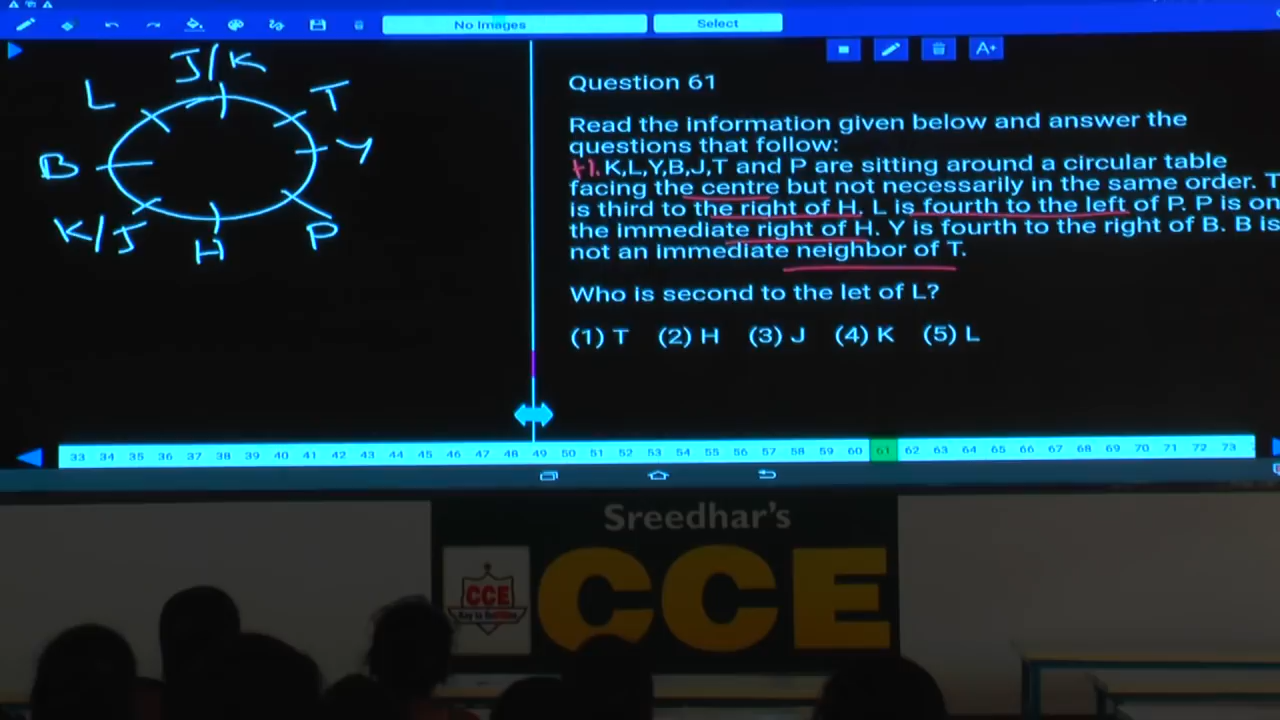 No Images
Select
A+
J/K
L
T
B
Y
K/J
H
P
Question 61
Read the information given below and answer the
questions that follow:
H. K,L,Y,B,J,T and P are sitting around a circular table
facing the centre but not necessarily in the same order. T
is third to the right of H. L is fourth to the left of P. P is on
the immediate right of H. Y is fourth to the right of B. B is
not an immediate neighbor of T.
Who is second to the let of L?
(1) T (2) H (3) J (4) K (5) L
33 34 35 36 37 38 39 40 41 42 43 44 45 46 47 48 49 50 51 52 53 54 55 56 57 58 59 60 61 62 63 64 65 66 67 68 69 70 71 72 73
Sreedhar's
CCE
CCE